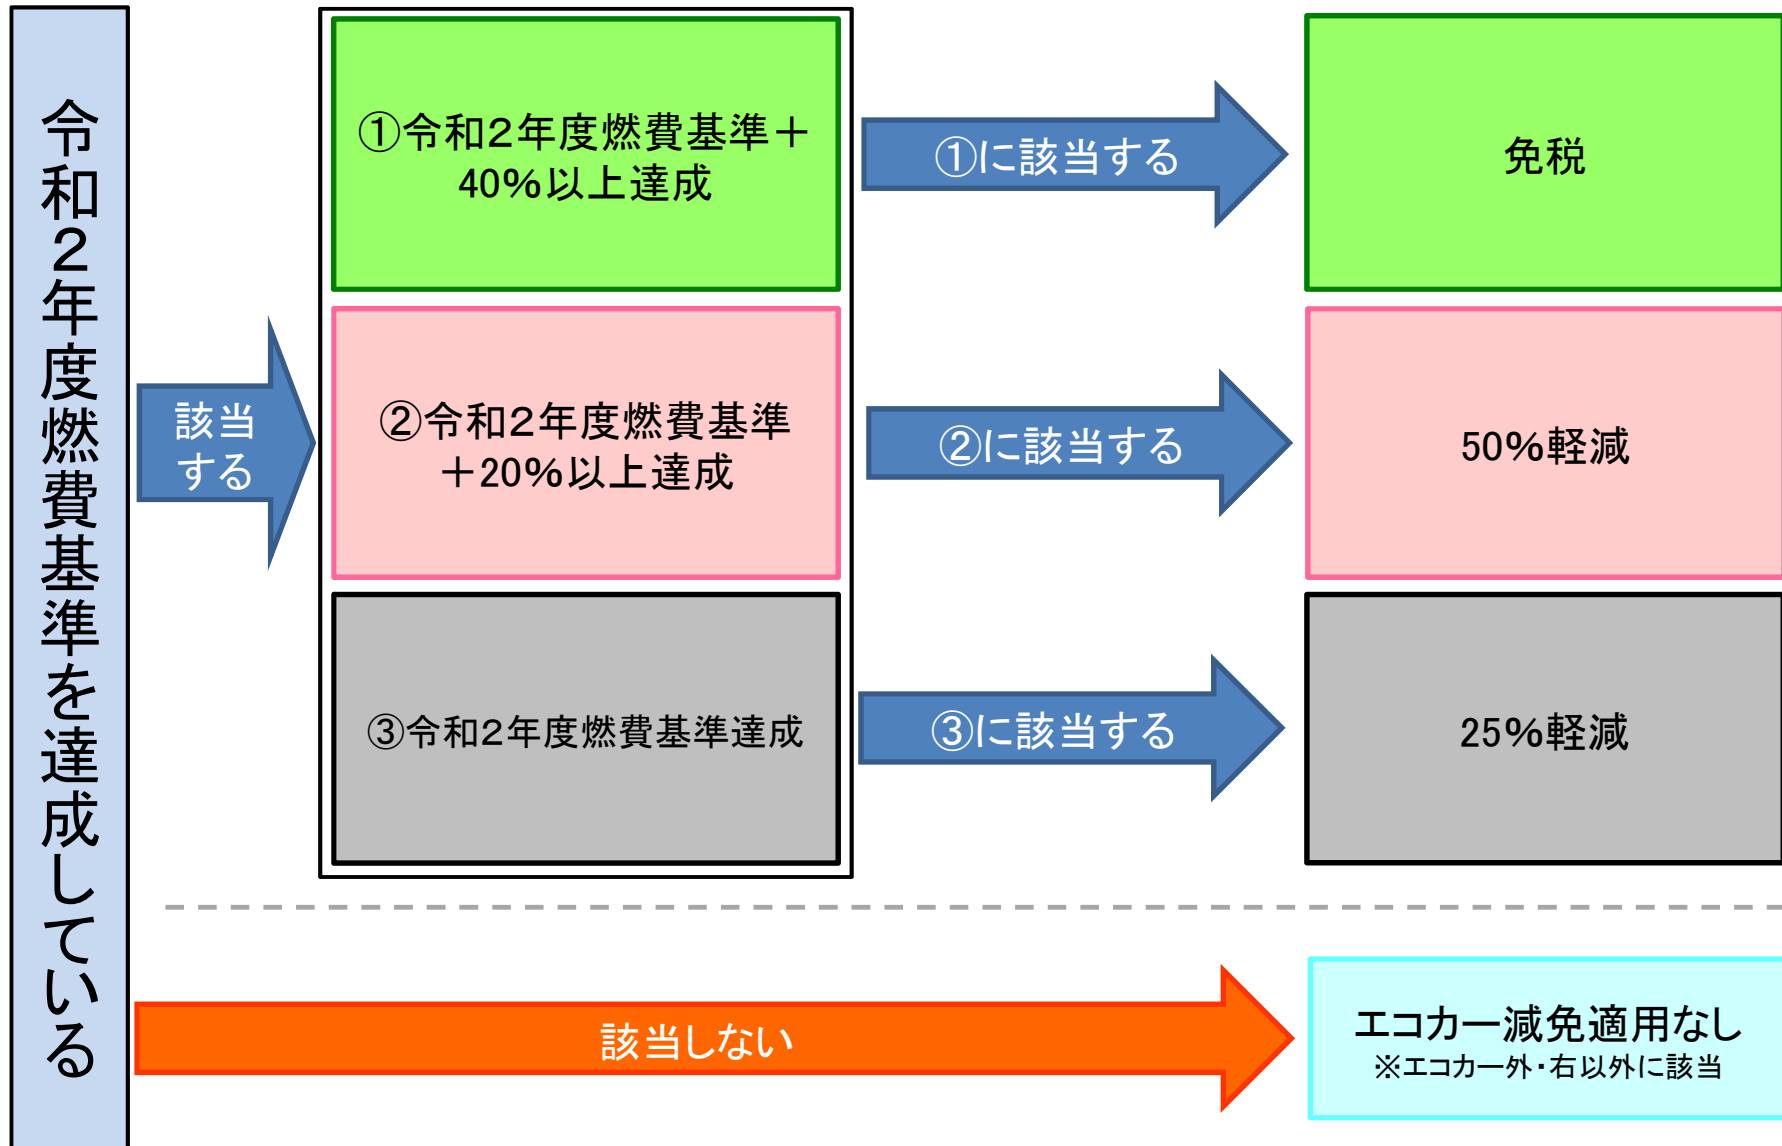 令和２年度燃費基準を達成している
該当
する
①令和２年度燃費基準＋
40％以上達成
①に該当する
免税
②令和２年度燃費基準
＋20％以上達成
②に該当する
50％軽減
③令和２年度燃費基準達成
③に該当する
25％軽減
該当しない
エコカー減免適用なし
※エコカー外・右以外に該当